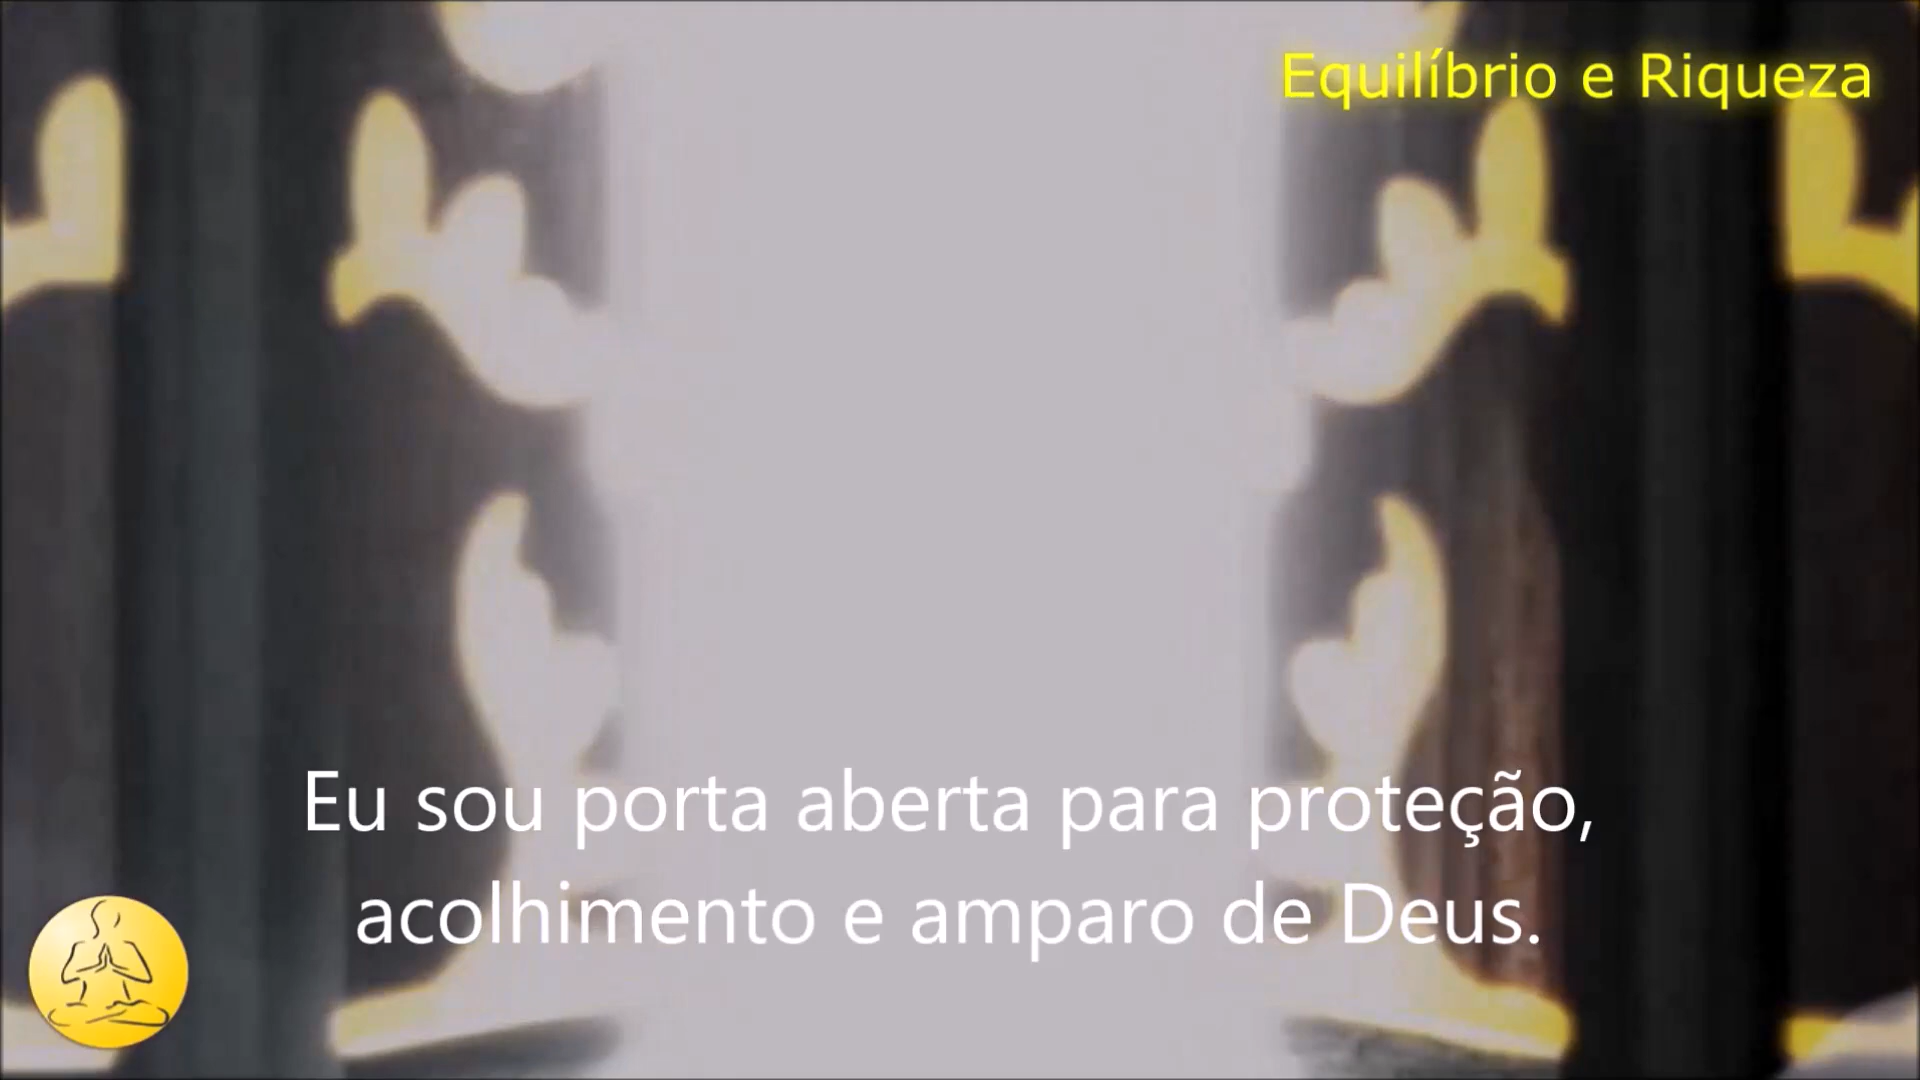 Equilíbrio e Riqueza
Eu sou porta aberta para proteção,
acolhimento e amparo de Deus.